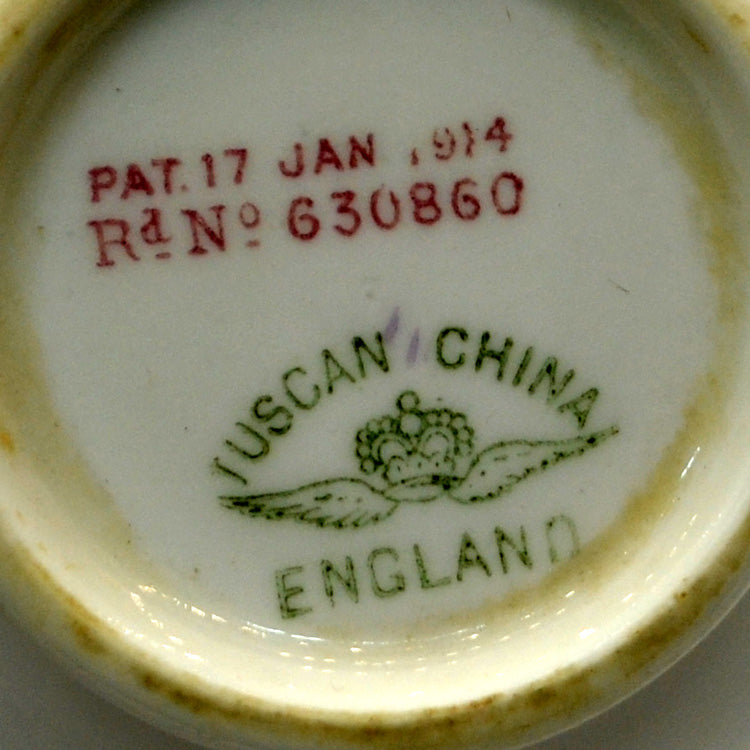 PAT. 17 JAN 1914
Rd No 630860
TUSCAN CHINA
ENGLAND